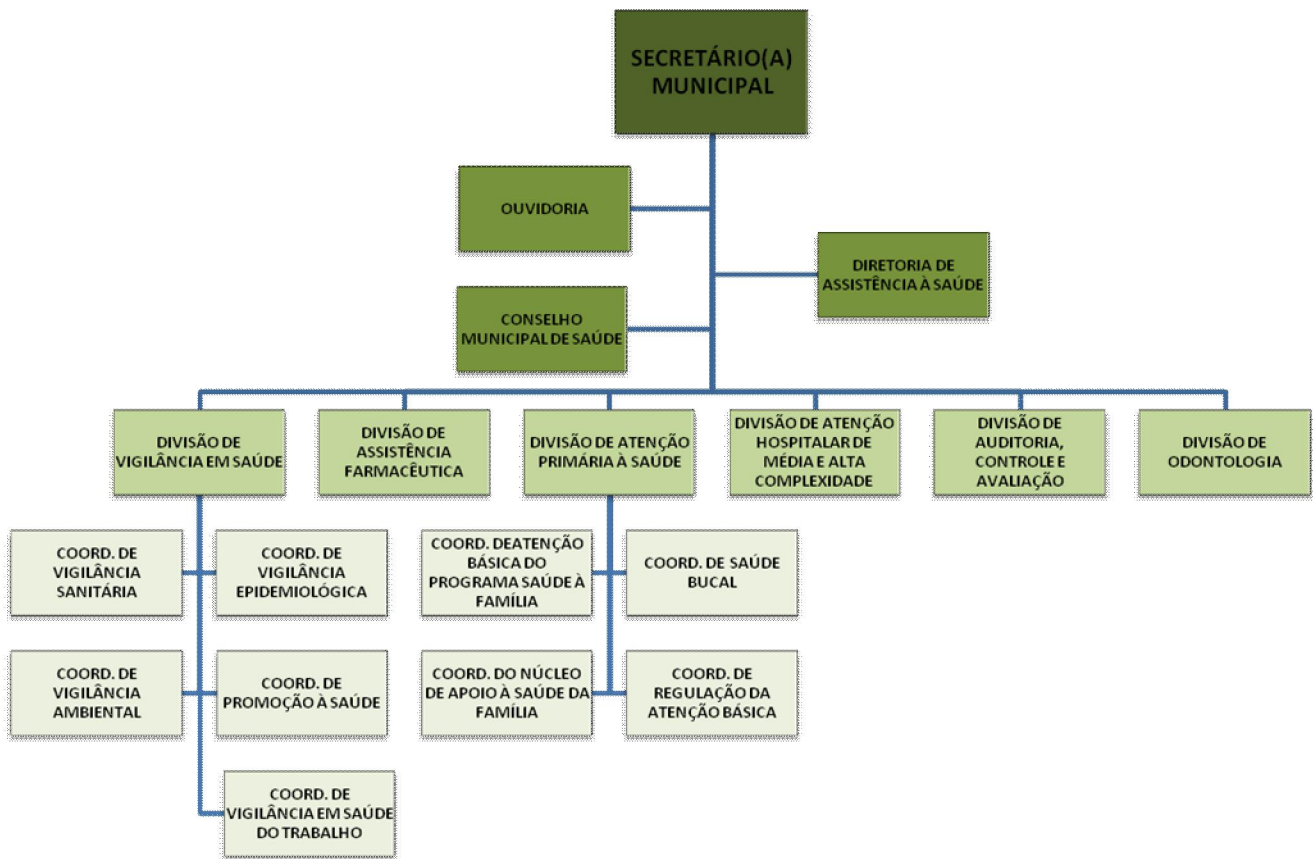 SECRETÁRIO(A)
MUNICIPAL
OUVIDORIA
DIRETORIA DE
ASSISTÊNCIA À SAÚDE
CONSELHO
MUNICIPAL DE SAÚDE
DIVISÃO DE
VIGILÂNCIA EM SAÚDE
DIVISÃO DE
ASSISTÊNCIA
FARMACÊUTICA
DIVISÃO DE ATENÇÃO
PRIMÁRIA À SAÚDE
DIVISÃO DE ATENÇÃO
HOSPITALAR DE
MÉDIA E ALTA
COMPLEXIDADE
DIVISÃO DE
AUDITORIA,
CONTROLE E
AVALIAÇÃO
DIVISÃO DE
ODONTOLOGIA
COORD. DE
VIGILÂNCIA
SANITÁRIA
COORD. DE
VIGILÂNCIA
EPIDEMIOLÓGICA
COORD. DEATENÇÃO
BÁSICA DO
PROGRAMA SAÚDE À
FAMÍLIA
COORD. DE SAÚDE
BUCAL
COORD. DE
VIGILÂNCIA
AMBIENTAL
COORD. DE
PROMOÇÃO À SAÚDE
COORD. DO NÚCLEO
DE APOIO À SAÚDE DA
FAMÍLIA
COORD. DE
REGULAÇÃO DA
ATENÇÃO BÁSICA
COORD. DE
VIGILÂNCIA EM SAÚDE
DO TRABALHO